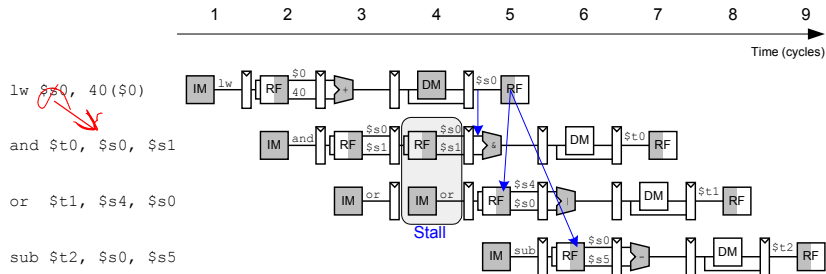 1 2 3 4 5 6 7 8 9
Time (cycles)
lw $s0, 40($0) IM lw RF $0 40 + DM $s0 RF
and $t0, $s0, $s1 IM and RF $s0 $s1 RF $s0 $s1 & DM $t0 RF
or $t1, $s4, $s0 IM or IM or RF $s4 $s0 | DM $t1 RF
Stall
sub $t2, $s0, $s5 IM sub RF $s0 $s5 - DM $t2 RF